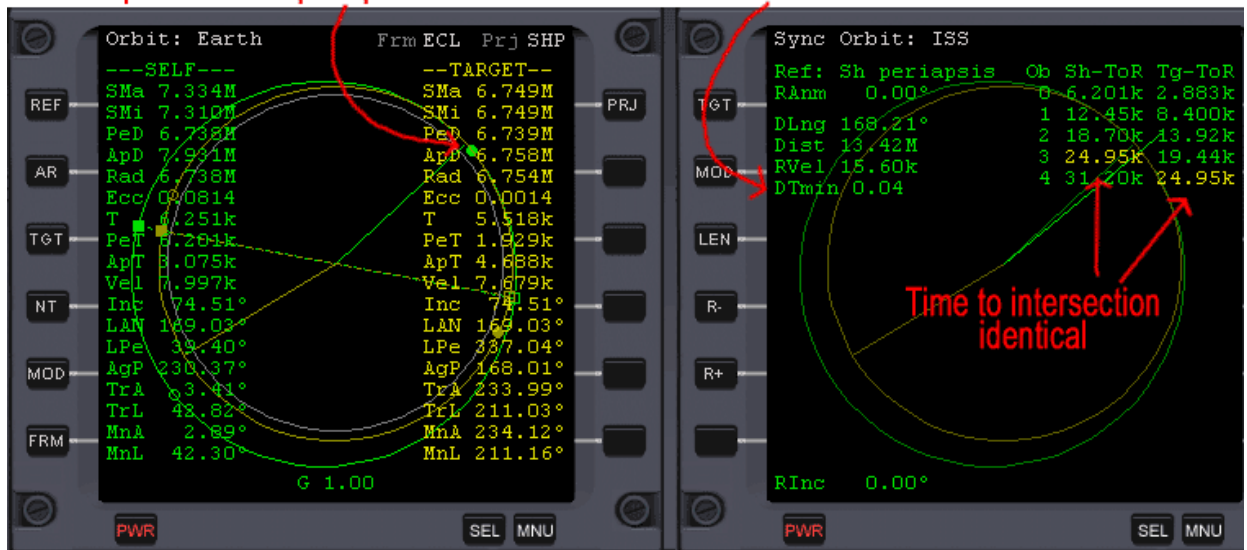 Orbit: Earth Frm ECL Prj SHP
---SELF--- --TARGET--
SMa 7.334M SMa 6.749M
SMi 7.310M SMi 6.749M
PeD 6.738M PeD 6.739M
ApD 7.931M ApD 6.758M
Rad 6.738M Rad 6.754M
Ecc 0.0814 Ecc 0.0014
T 6.251k T 5.518k
PeT 6.201k PeT 1.929k
ApT 3.075k ApT 4.688k
Vel 7.997k Vel 7.679k
Inc 74.51° Inc 74.51°
LAN 169.03° LAN 169.03°
LPe 39.40° LPe 337.04°
AgP 230.37° AgP 168.01°
TrA 3.41° TrA 233.99°
TrL 42.82° TrL 211.03°
MnA 2.89° MnA 234.12°
MnL 42.30° MnL 211.16°
G 1.00
REF
AR
TGT
NT
MOD
FRM
PRJ
PWR SEL MNU
Sync Orbit: ISS
Ref: Sh periapsis Ob Sh-ToR Tg-ToR
RAnm 0.00° 0 6.201k 2.883k
1 12.45k 8.400k
DLng 168.21° 2 18.70k 13.92k
Dist 13.42M
RVel 15.60k 3 24.95k 19.44k
DTmin 0.04 4 31.20k 24.95k
Time to intersection
identical
RInc 0.00°
TGT
MOD
LEN
R-
R+
PWR SEL MNU